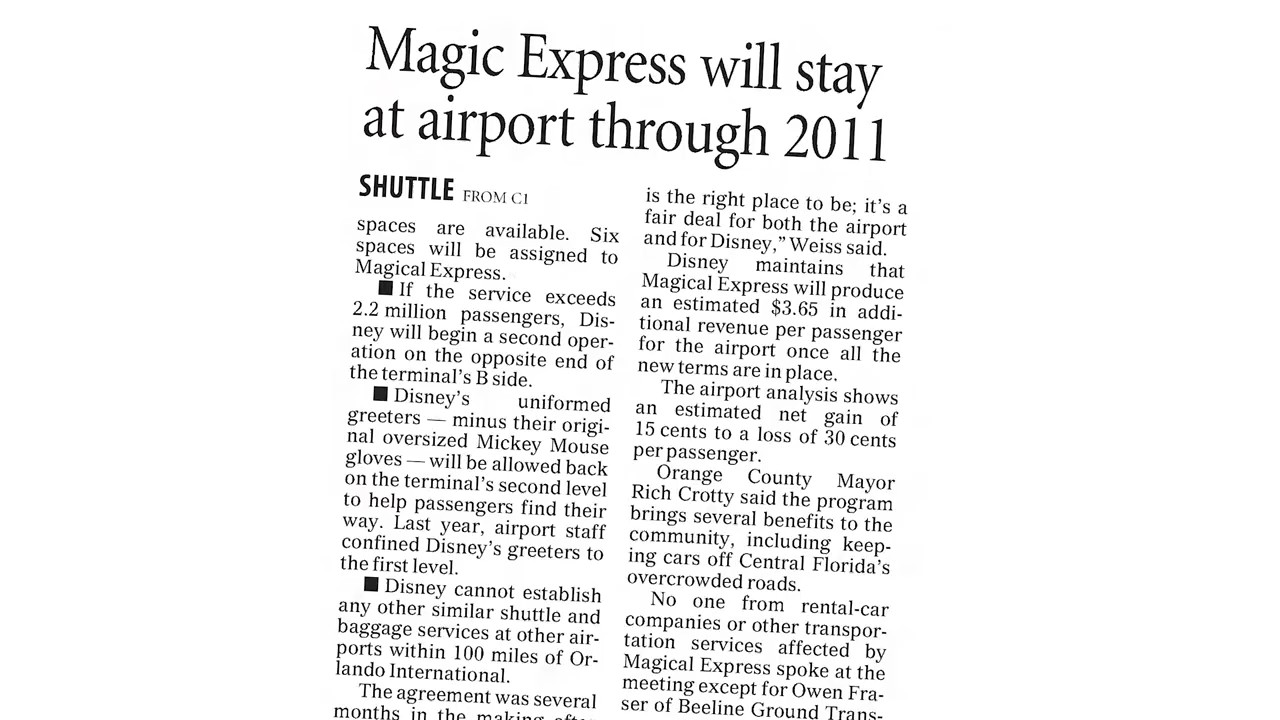 Magic Express will stay
at airport through 2011
SHUTTLE FROM C1
spaces are available. Six
spaces will be assigned to
Magical Express.
■ If the service exceeds
2.2 million passengers, Dis-
ney will begin a second oper-
ation on the opposite end of
the terminal's B side.
■ Disney's uniformed
greeters — minus their origi-
nal oversized Mickey Mouse
gloves — will be allowed back
on the terminal's second level
to help passengers find their
way. Last year, airport staff
confined Disney's greeters to
the first level.
■ Disney cannot establish
any other similar shuttle and
baggage services at other air-
ports within 100 miles of Or-
lando International.
The agreement was several
months in the making after
is the right place to be; it's a
fair deal for both the airport
and for Disney," Weiss said.
Disney maintains that
Magical Express will produce
an estimated $3.65 in addi-
tional revenue per passenger
for the airport once all the
new terms are in place.
The airport analysis shows
an estimated net gain of
15 cents to a loss of 30 cents
per passenger.
Orange County Mayor
Rich Crotty said the program
brings several benefits to the
community, including keep-
ing cars off Central Florida's
overcrowded roads.
No one from rental-car
companies or other transpor-
tation services affected by
Magical Express spoke at the
meeting except for Owen Fra-
ser of Beeline Ground Trans-